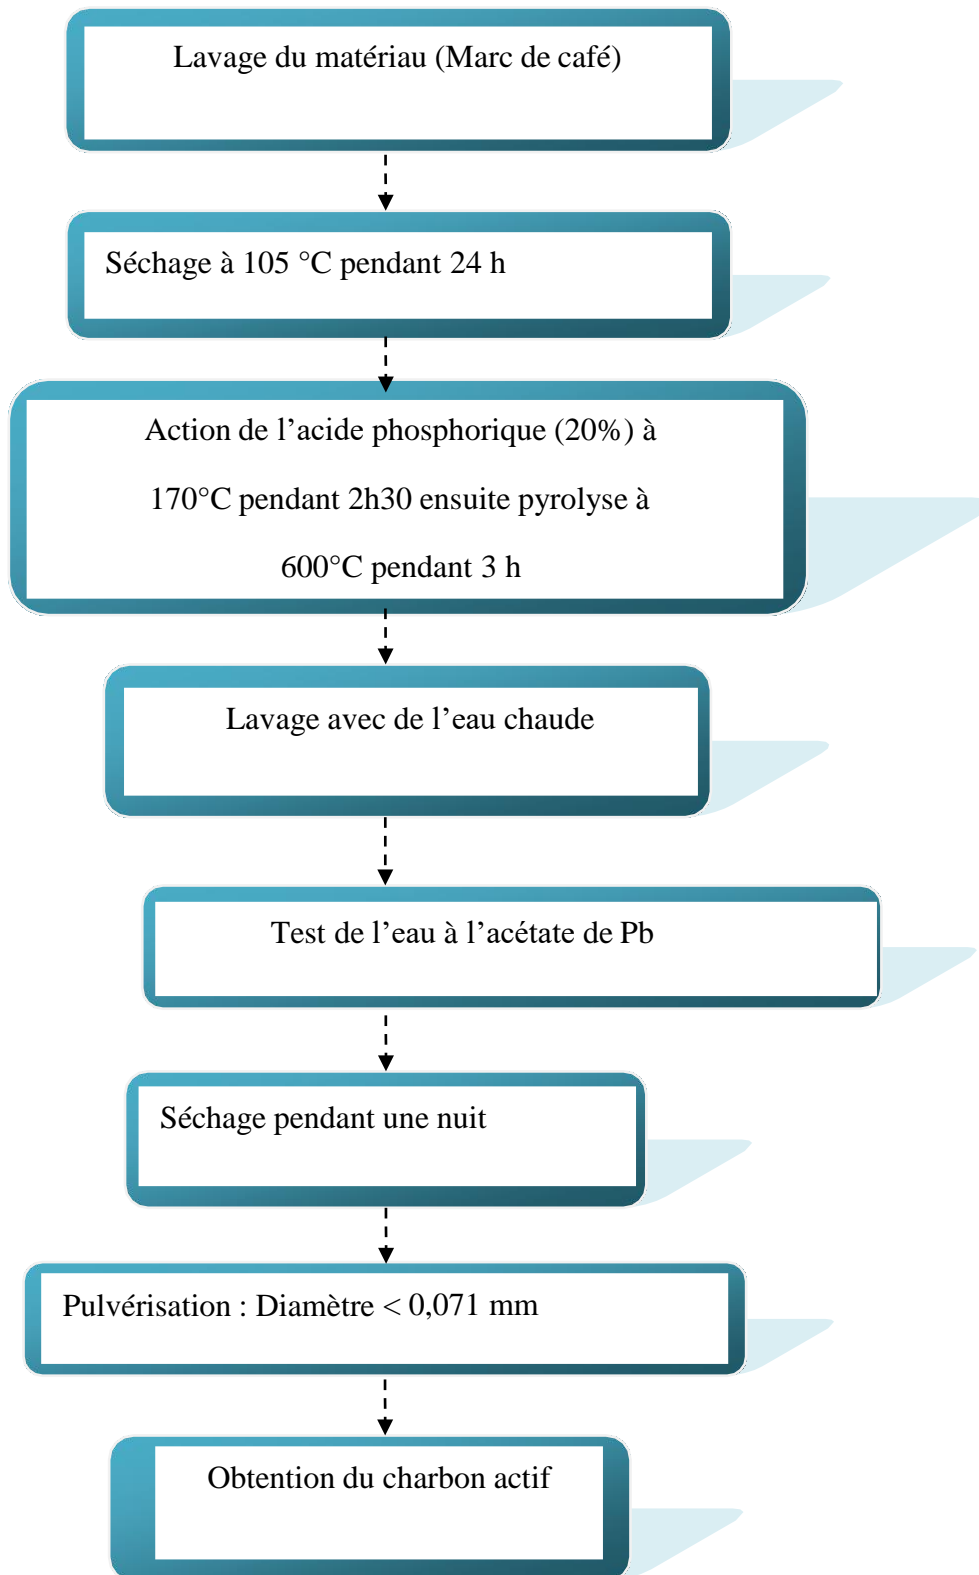 Lavage du matériau (Marc de café)
Séchage à 105 °C pendant 24 h
Action de l’acide phosphorique (20%) à
170°C pendant 2h30 ensuite pyrolyse à
600°C pendant 3 h
Lavage avec de l’eau chaude
Test de l’eau à l’acétate de Pb
Séchage pendant une nuit
Pulvérisation : Diamètre < 0,071 mm
Obtention du charbon actif